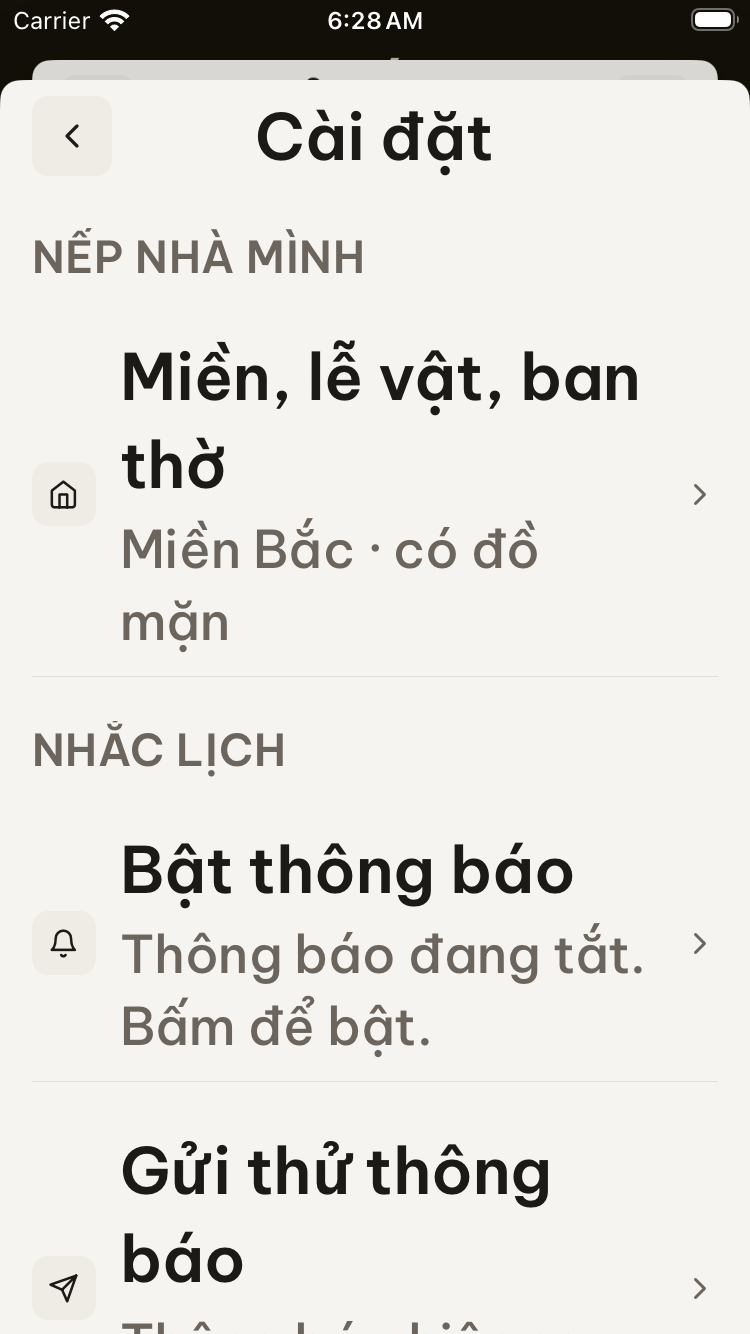 Carrier
6:28 AM
Cài đặt
NẾP NHÀ MÌNH
Miền, lễ vật, ban
thờ
Miền Bắc · có đồ
mặn
NHẮC LỊCH
Bật thông báo
Thông báo đang tắt.
Bấm để bật.
Gửi thử thông
báo